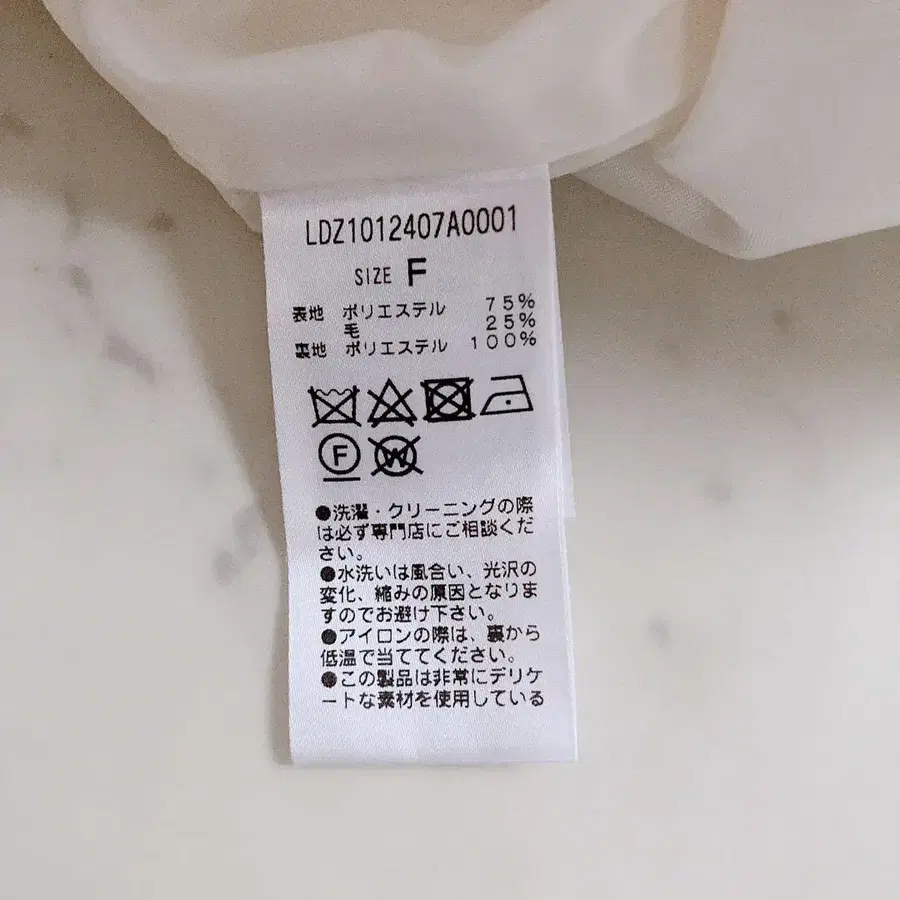 LDZ1012407A0001
SIZE F
表地 ポリエステル 75%
毛 25%
裏地 ポリエステル 100%
F W
●洗濯・クリーニングの際
は必ず専門店にご相談くだ
さい。
●水洗いは風合い、光沢の
変化、縮みの原因となりま
すのでお避け下さい。
●アイロンの際は、裏から
低温で当ててください。
●この製品は非常にデリケ
ートな素材を使用している